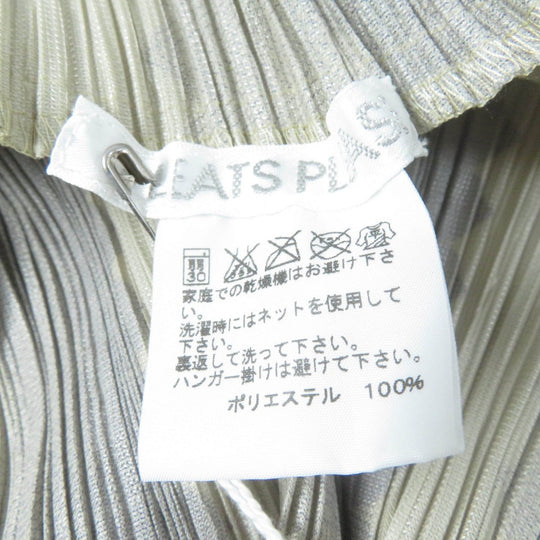 EATS PLAS
弱
30
家庭での乾燥機はお避け下さ
い。
洗濯時にはネットを使用して
下さい。
裏返して洗って下さい。
ハンガー掛けは避けて下さい。
ポリエステル 100%